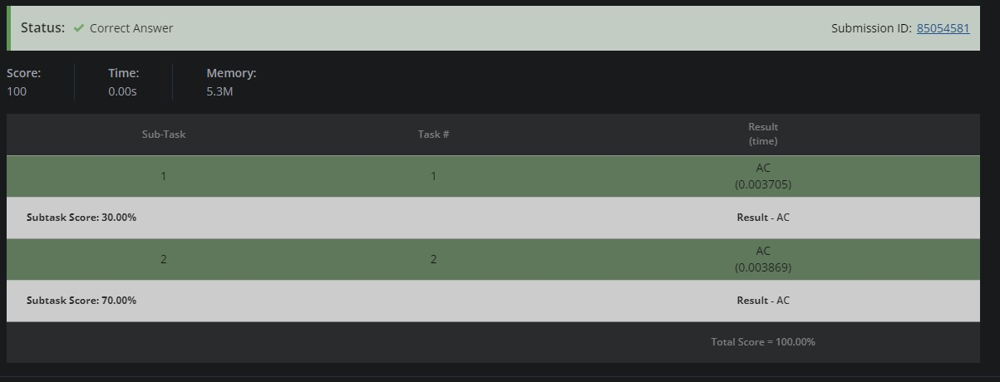 Status: Correct Answer Submission ID: 85054581
Score: Time: Memory:
100 0.00s 5.3M
Sub-Task Task # Result
(time)
1 1 AC
(0.003705)
Subtask Score: 30.00% Result - AC
2 2 AC
(0.003869)
Subtask Score: 70.00% Result - AC
Total Score = 100.00%